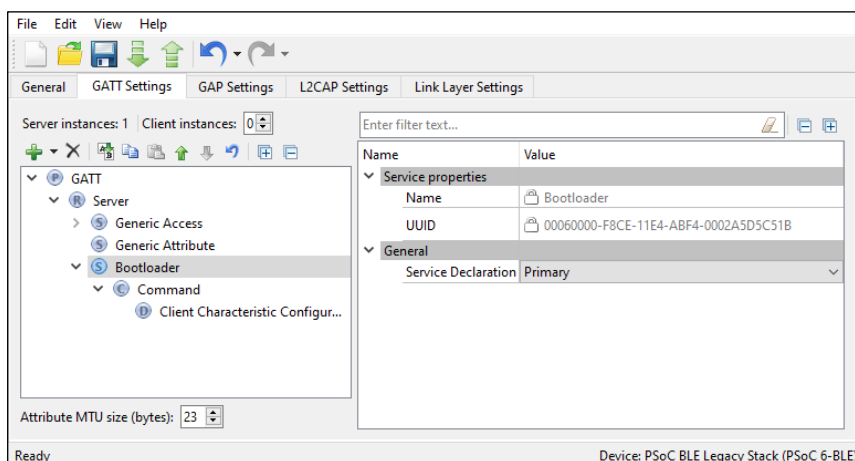 File Edit View Help
General GATT Settings GAP Settings L2CAP Settings Link Layer Settings
Server instances: 1 Client instances: 0
Enter filter text...
Name Value
P GATT
Service properties
R Server
Name Bootloader
S Generic Access
UUID 00060000-F8CE-11E4-ABF4-0002A5D5C51B
S Generic Attribute
General
S Bootloader
Service Declaration Primary
C Command
D Client Characteristic Configur...
Attribute MTU size (bytes): 23
Ready Device: PSoC BLE Legacy Stack (PSoC 6-BLE)